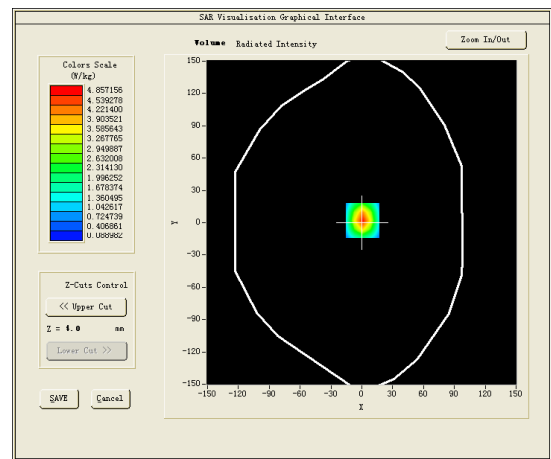 SAR Visualisation Graphical Interface
Volume Radiated Intensity
Zoom In/Out
Colors Scale
(W/kg)
4.857156
4.539278
4.221400
3.903521
3.585643
3.267765
2.949887
2.632008
2.314130
1.996252
1.678374
1.360495
1.042617
0.724739
0.406861
0.088982
150
120
90
60
30
0
-30
-60
-90
-120
-150
Y
-150 -120 -90 -60 -30 0 30 60 90 120 150
X
Z-Cuts Control
<< Upper Cut
Z = 4.0 mm
Lower Cut >>
SAVE Cancel